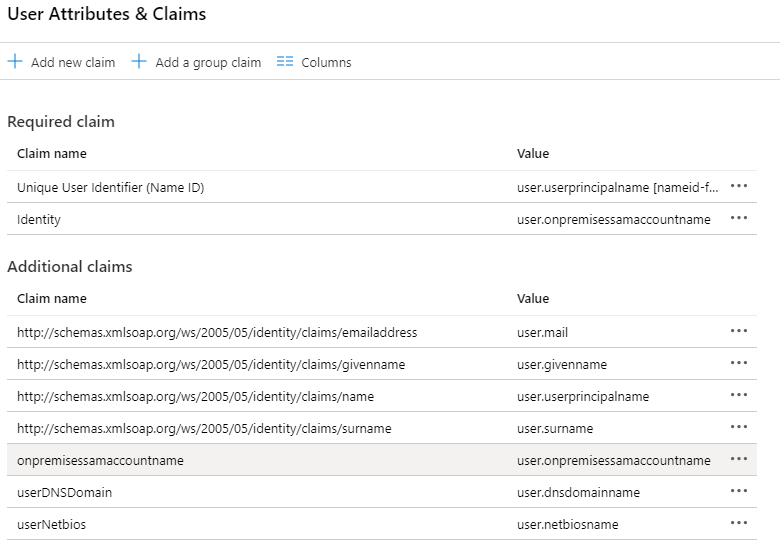 User Attributes & Claims
Add new claim Add a group claim Columns
Required claim
Claim name Value
Unique User Identifier (Name ID) user.userprincipalname [nameid-f...
Identity user.onpremisessamaccountname
Additional claims
Claim name Value
http://schemas.xmlsoap.org/ws/2005/05/identity/claims/emailaddress user.mail
http://schemas.xmlsoap.org/ws/2005/05/identity/claims/givenname user.givenname
http://schemas.xmlsoap.org/ws/2005/05/identity/claims/name user.userprincipalname
http://schemas.xmlsoap.org/ws/2005/05/identity/claims/surname user.surname
onpremisessamaccountname user.onpremisessamaccountname
userDNSDomain user.dnsdomainname
userNetbios user.netbiosname